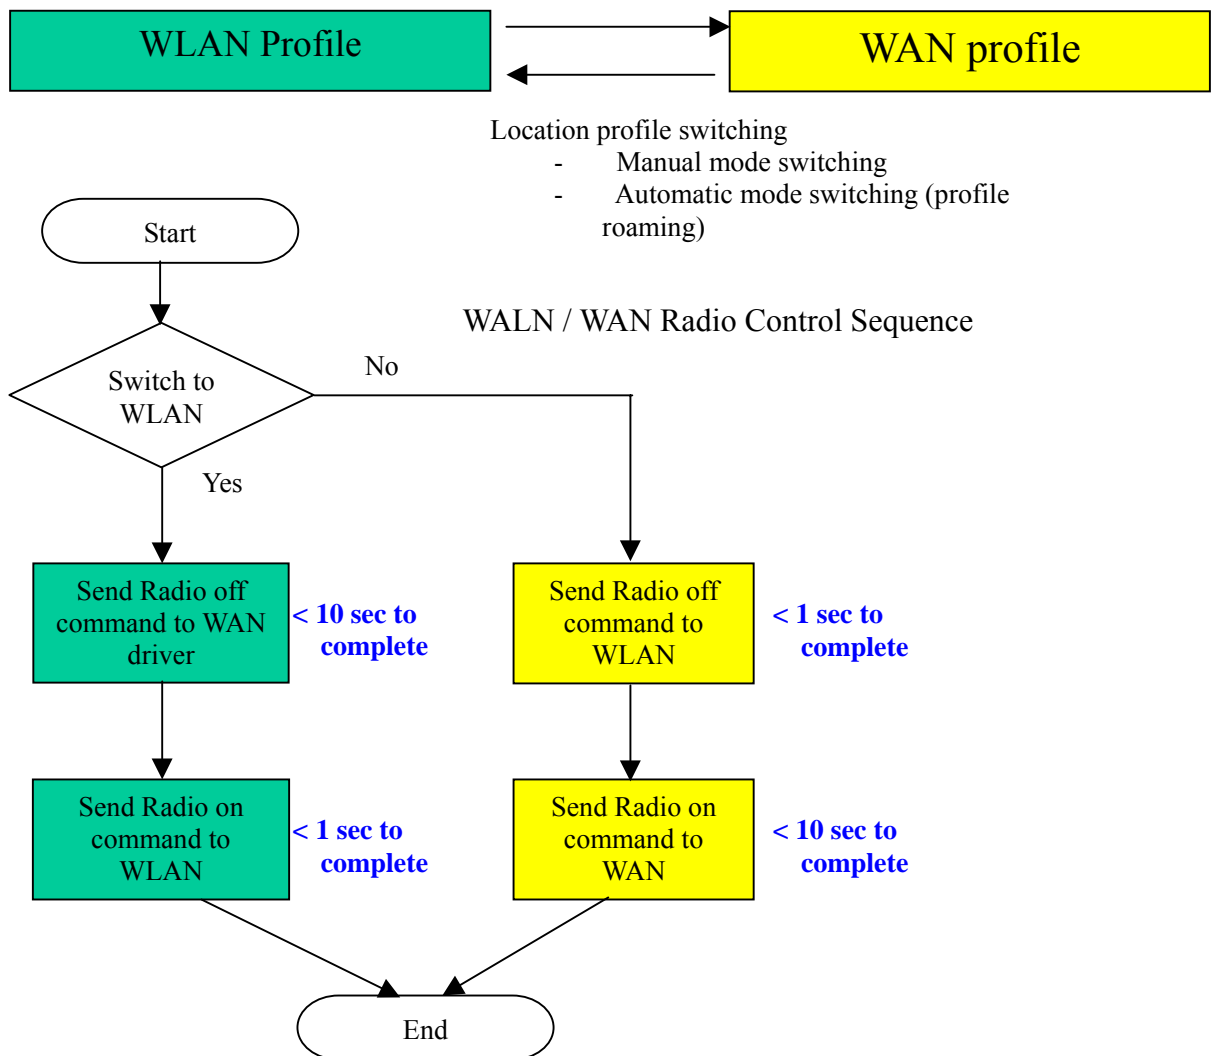 WLAN Profile
WAN profile
Location profile switching
- Manual mode switching
- Automatic mode switching (profile
roaming)
Start
WALN / WAN Radio Control Sequence
No
Switch to
WLAN
Yes
Send Radio off
command to WAN
driver
< 10 sec to
complete
Send Radio off
command to
WLAN
< 1 sec to
complete
Send Radio on
command to
WLAN
< 1 sec to
complete
Send Radio on
command to
WAN
< 10 sec to
complete
End